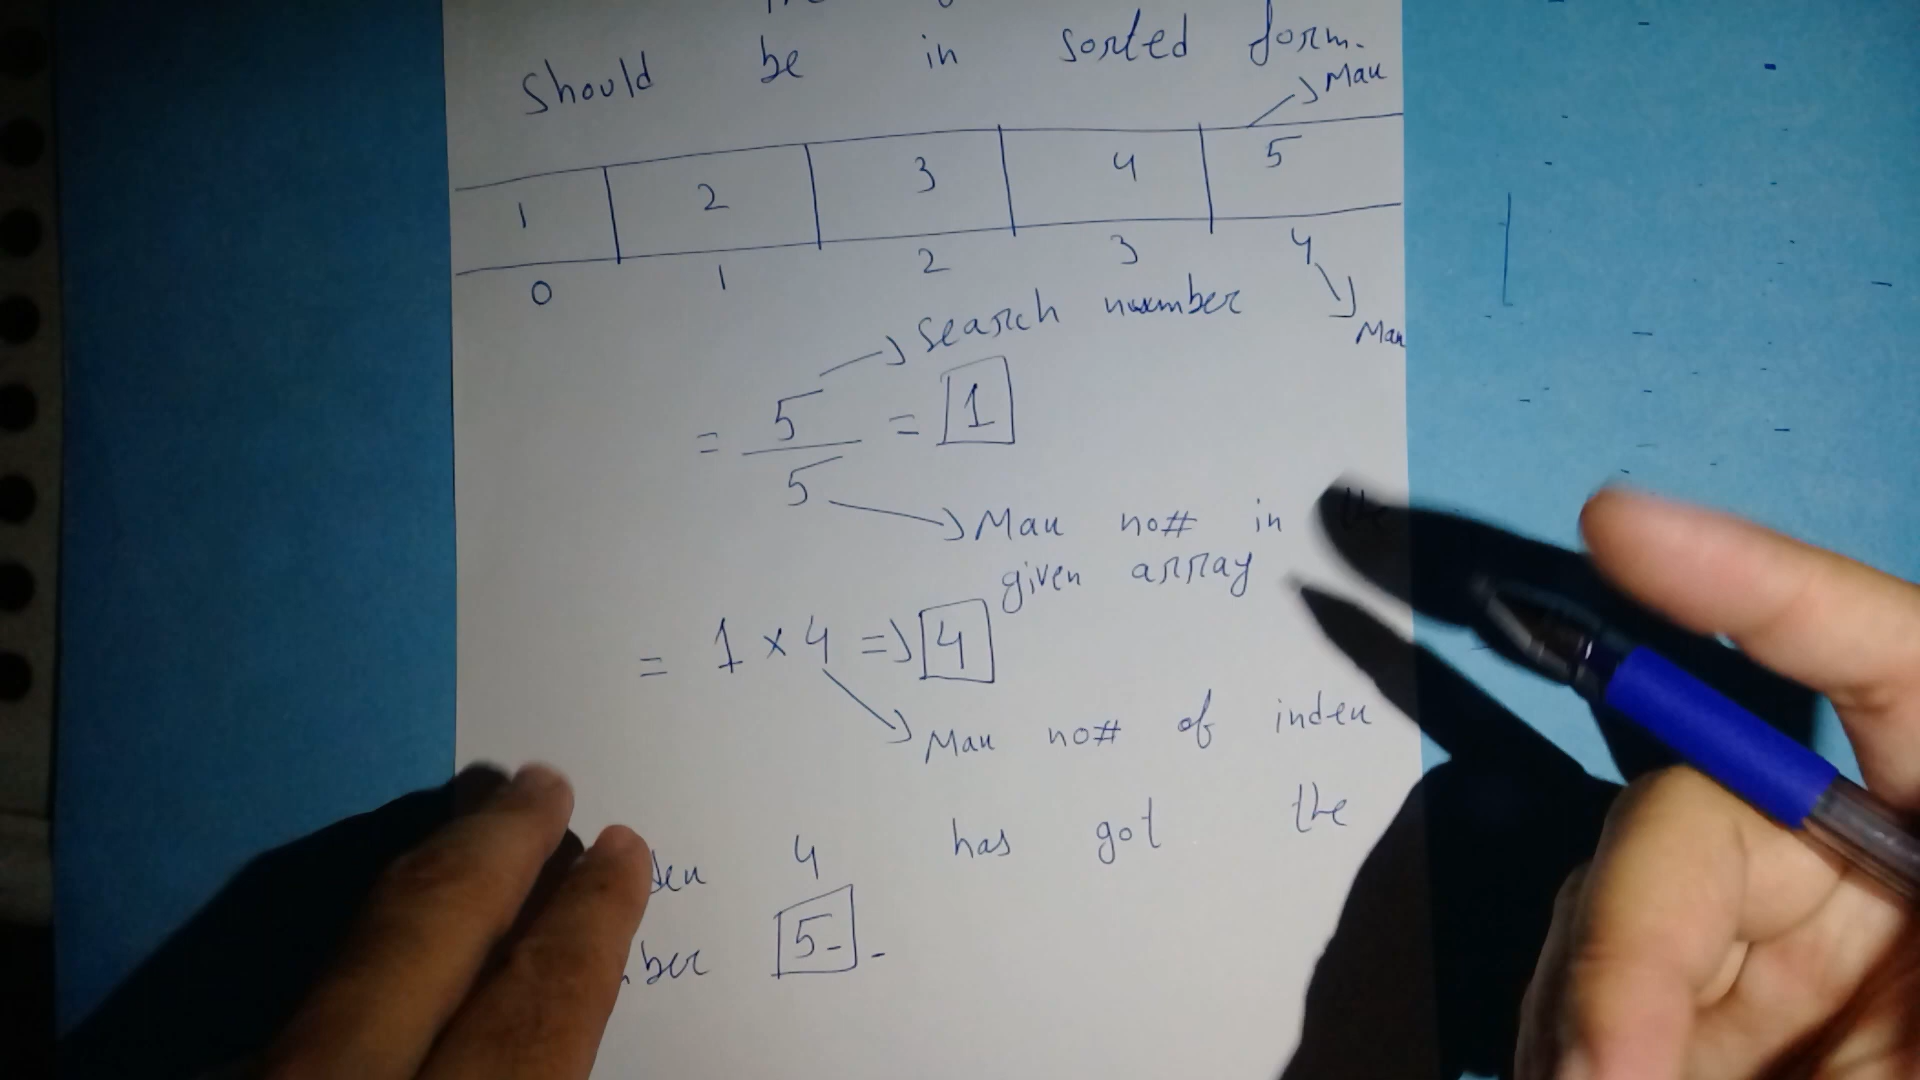 Should be in sorted form.
Max
1 2 3 4 5
0 1 2 3 4
Max
Search number
= 5 / 5 = 1
Max no# in the
given array
= 1 x 4 => 4
Max no# of index
4 has got the
5-.